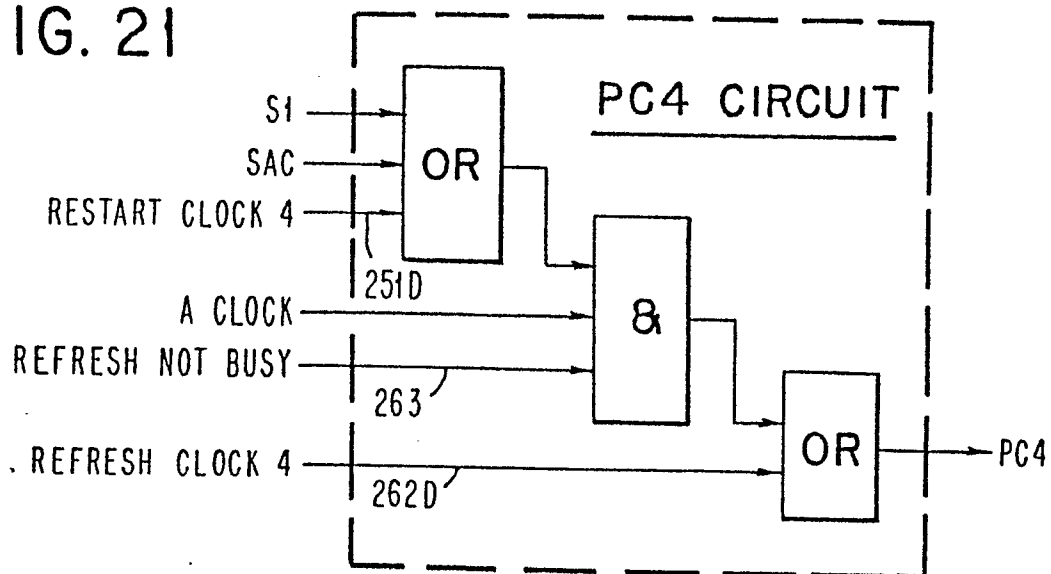 IG. 21
PC4 CIRCUIT
S1
SAC
RESTART CLOCK 4
OR
251D
A CLOCK
&
REFRESH NOT BUSY
263
REFRESH CLOCK 4
262D
OR
PC4